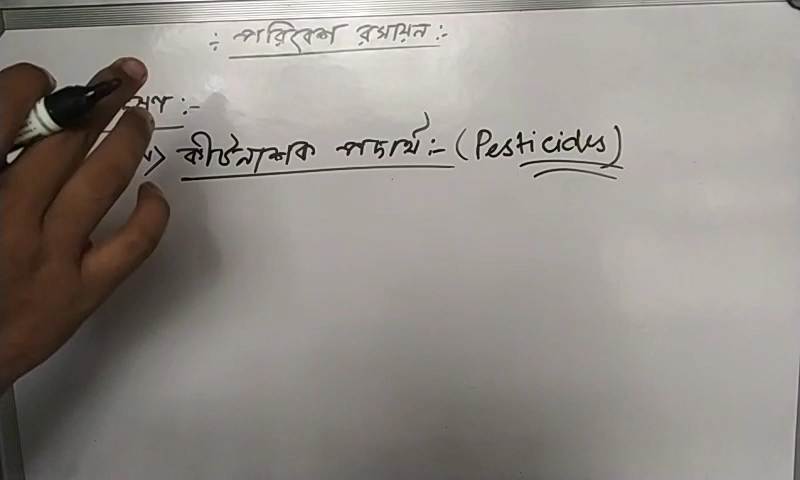 : পরিবেশ রসায়ন :-
:-
> কীটনাশক পদার্থ :- (Pesticides)